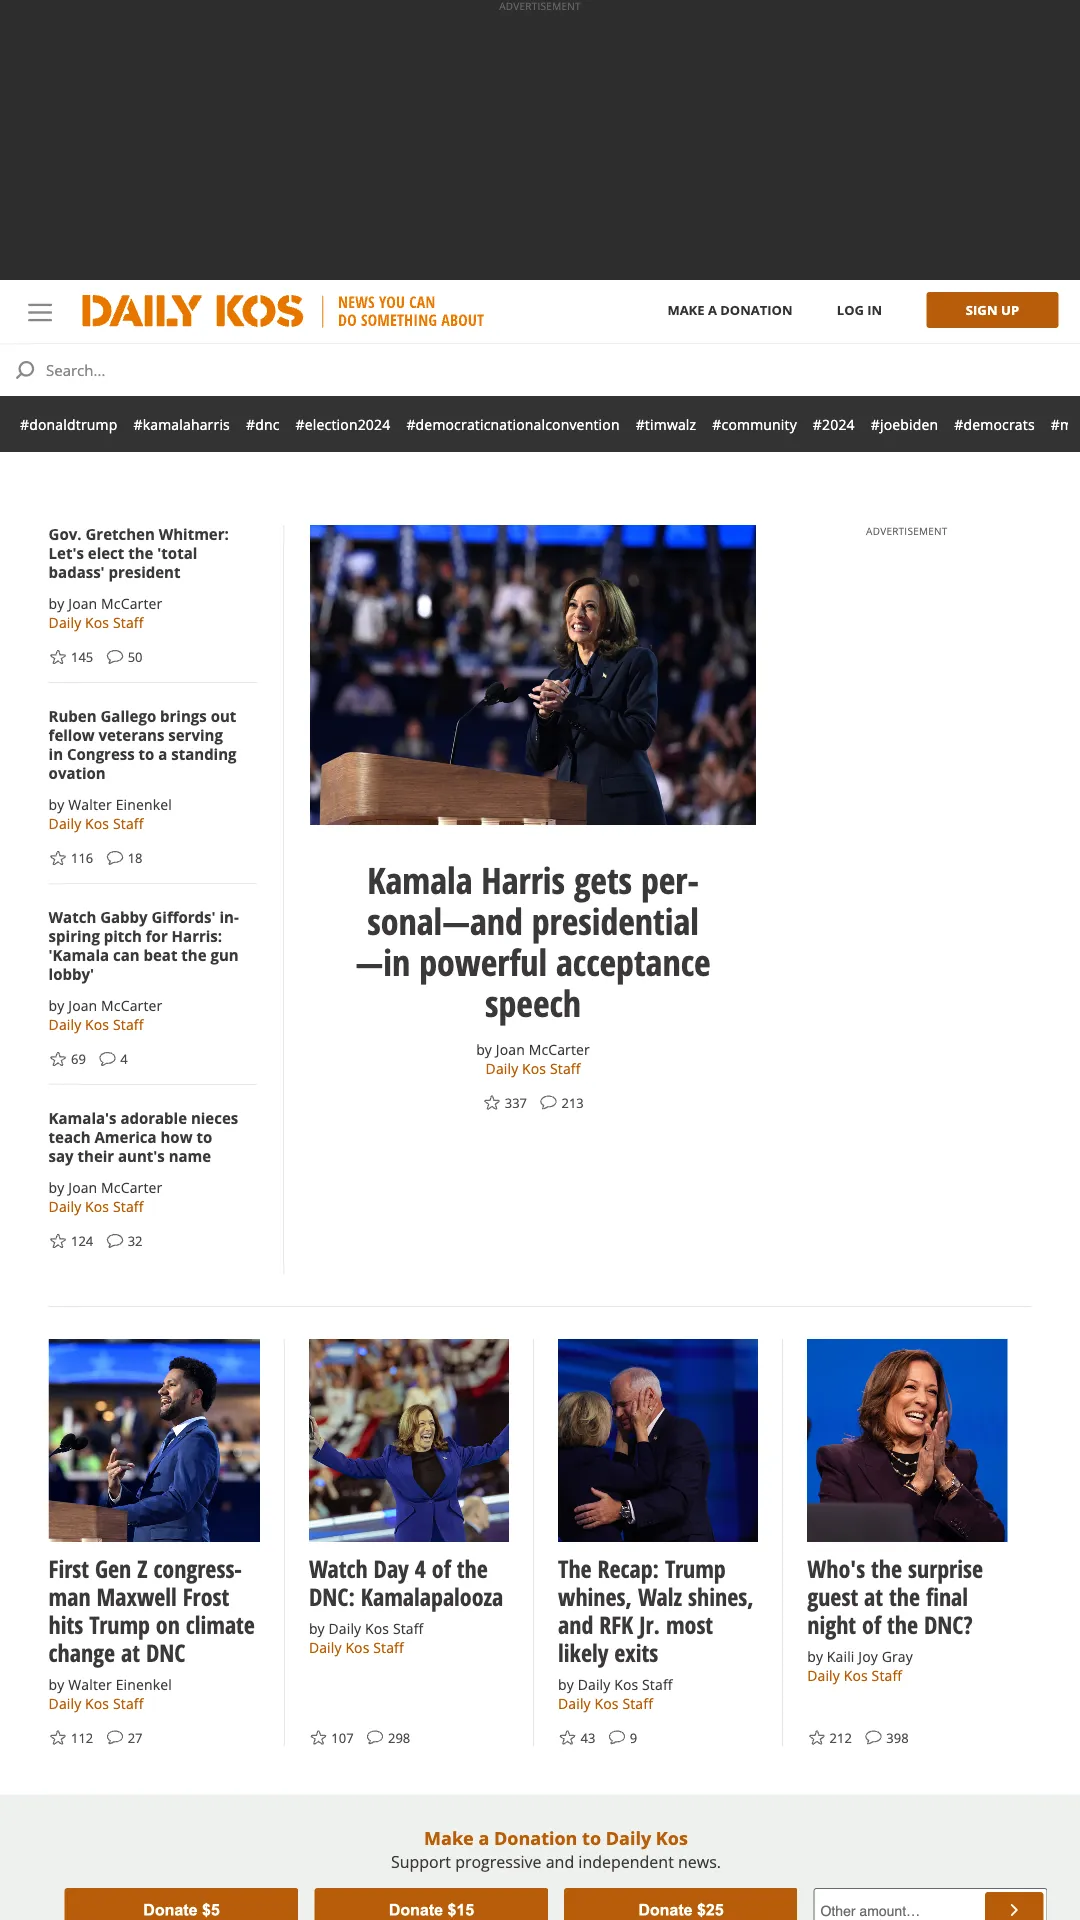 ADVERTISEMENT
DAILY KOS
NEWS YOU CAN
DO SOMETHING ABOUT
MAKE A DONATION
LOG IN
SIGN UP
Search...
#donaldtrump #kamalaharris #dnc #election2024 #democraticnationalconvention #timwalz #community #2024 #joebiden #democrats
Gov. Gretchen Whitmer:
Let's elect the 'total
badass' president
by Joan McCarter
Daily Kos Staff
145 50
Ruben Gallego brings out
fellow veterans serving
in Congress to a standing
ovation
by Walter Einenkel
Daily Kos Staff
116 18
Watch Gabby Giffords' in-
spiring pitch for Harris:
'Kamala can beat the gun
lobby'
by Joan McCarter
Daily Kos Staff
69 4
Kamala's adorable nieces
teach America how to
say their aunt's name
by Joan McCarter
Daily Kos Staff
124 32
Kamala Harris gets per-
sonal—and presidential
—in powerful acceptance
speech
by Joan McCarter
Daily Kos Staff
337 213
ADVERTISEMENT
First Gen Z congress-
man Maxwell Frost
hits Trump on climate
change at DNC
by Walter Einenkel
Daily Kos Staff
112 27
Watch Day 4 of the
DNC: Kamalapalooza
by Daily Kos Staff
Daily Kos Staff
107 298
The Recap: Trump
whines, Walz shines,
and RFK Jr. most
likely exits
by Daily Kos Staff
Daily Kos Staff
43 9
Who's the surprise
guest at the final
night of the DNC?
by Kaili Joy Gray
Daily Kos Staff
212 398
Make a Donation to Daily Kos
Support progressive and independent news.
Donate $5
Donate $15
Donate $25
Other amount...